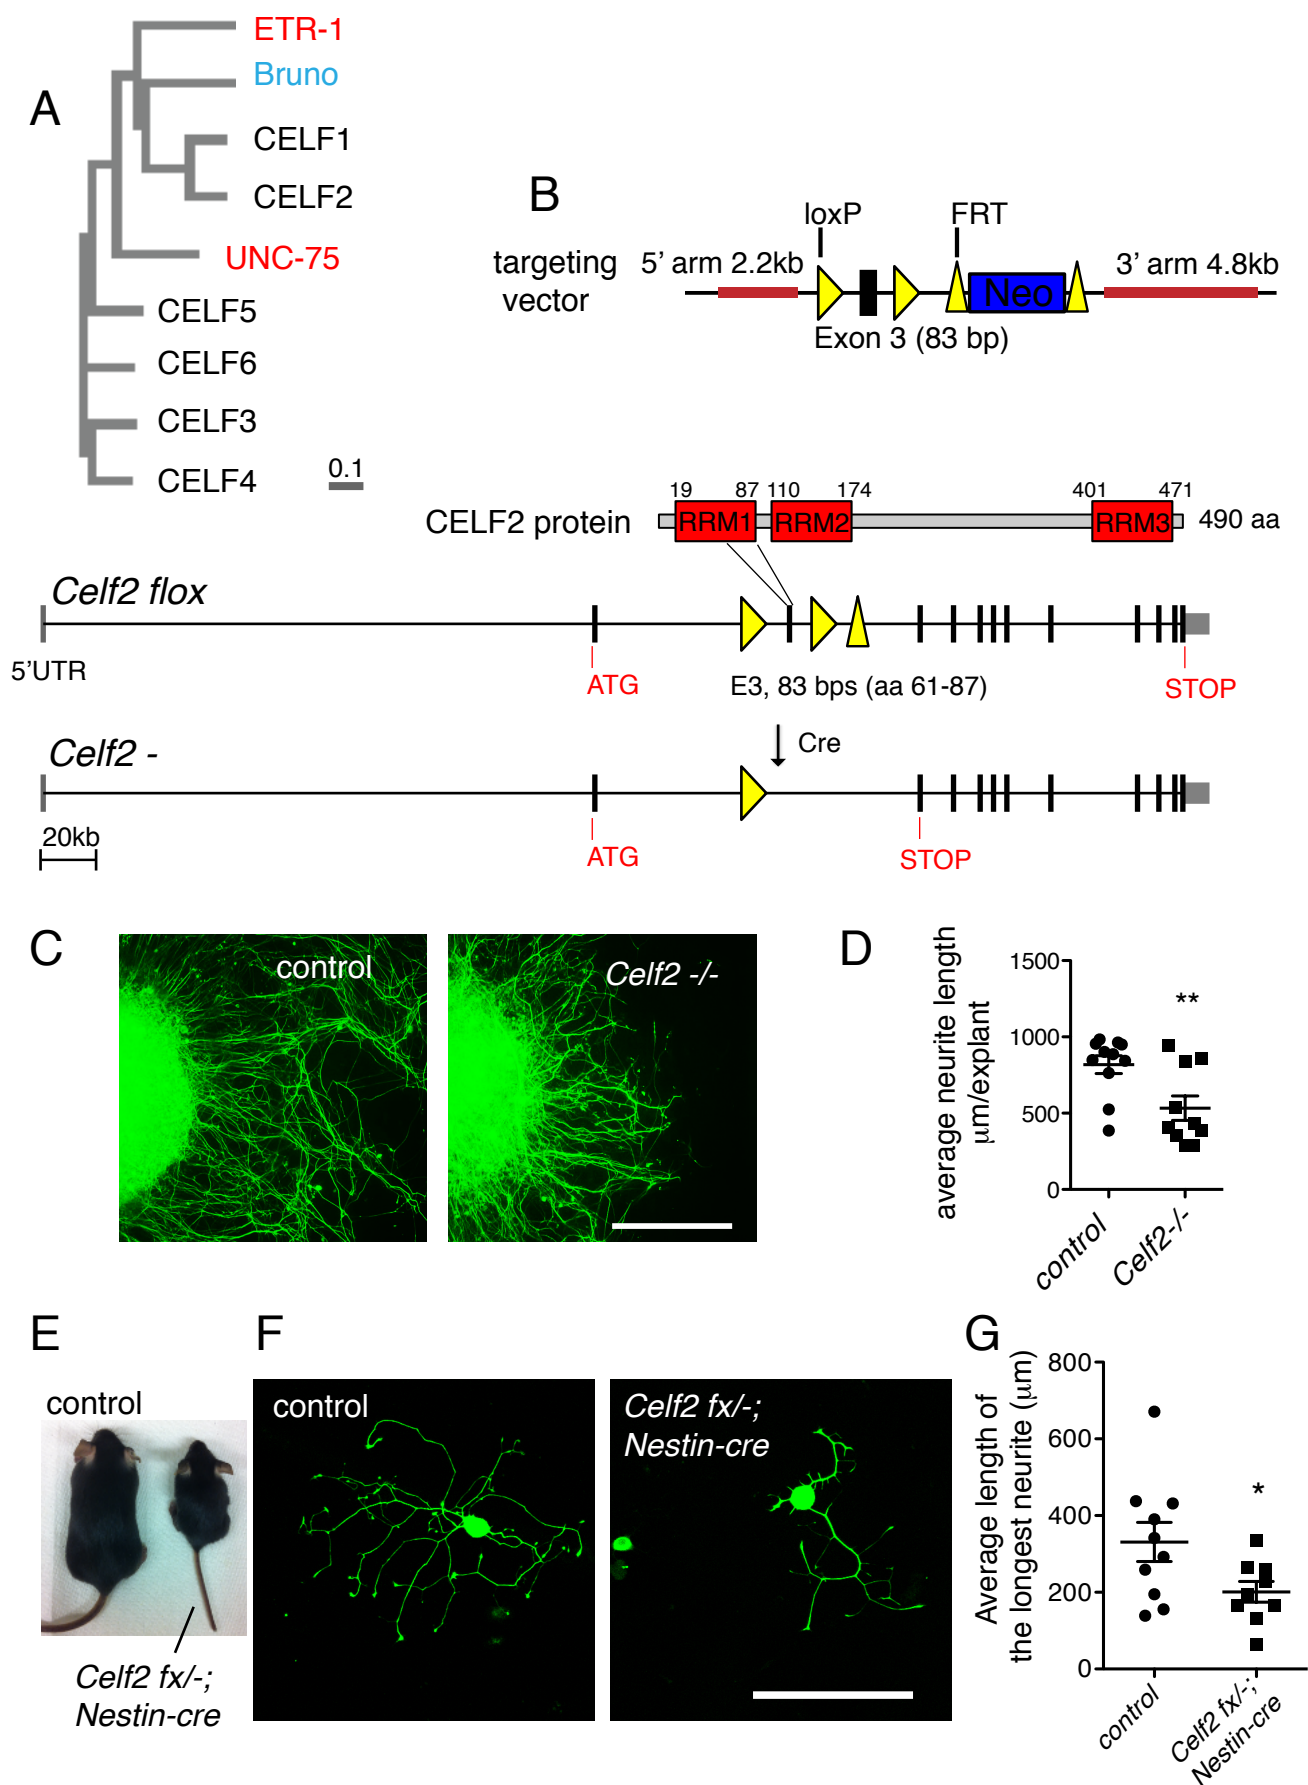 A
ETR-1
Bruno
CELF1
CELF2
UNC-75
CELF5
CELF6
CELF3
CELF4
0.1
B
loxP
FRT
targeting
vector
5’ arm 2.2kb
3’ arm 4.8kb
Neo
Exon 3 (83 bp)
19 87 110 174 401 471
CELF2 protein
RRM1 RRM2 RRM3
490 aa
Celf2 flox
5’UTR
ATG
E3, 83 bps (aa 61-87)
STOP
Cre
Celf2 -
20kb
ATG
STOP
C
control
Celf2 -/-
D
average neurite length
µm/explant
1500
1000
500
0
**
control
Celf2-/-
E
control
Celf2 fx/-;
Nestin-cre
F
control
Celf2 fx/-;
Nestin-cre
G
Average length of
the longest neurite (µm)
800
600
400
200
0
*
control
Celf2 fx/-;
Nestin-cre